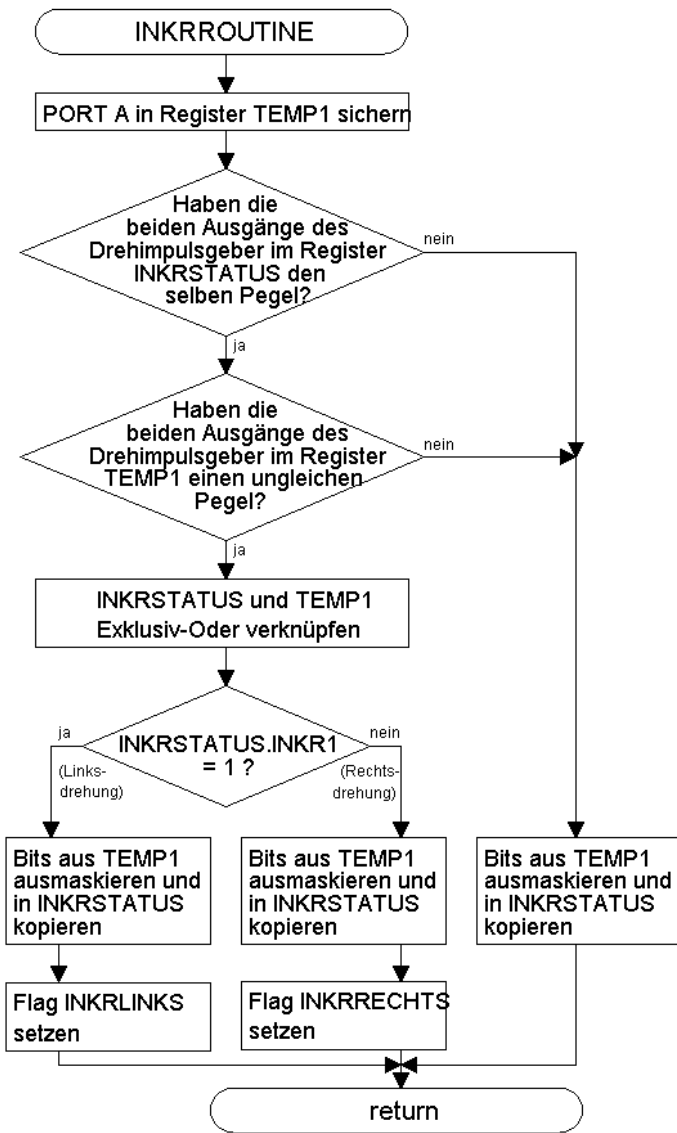 INKRROUTINE
PORT A in Register TEMP1 sichern
Haben die
beiden Ausgänge des
Drehimpulsgeber im Register
INKRSTATUS den
selben Pegel?
nein
ja
Haben die
beiden Ausgänge des
Drehimpulsgeber im Register
TEMP1 einen ungleichen
Pegel?
nein
ja
INKRSTATUS und TEMP1
Exklusiv-Oder verknüpfen
INKRSTATUS.INKR1
= 1 ?
ja
(Links-
drehung)
nein
(Rechts-
drehung)
Bits aus TEMP1
ausmaskieren und
in INKRSTATUS
kopieren
Bits aus TEMP1
ausmaskieren und
in INKRSTATUS
kopieren
Bits aus TEMP1
ausmaskieren und
in INKRSTATUS
kopieren
Flag INKRLINKS
setzen
Flag INKRRECHTS
setzen
return